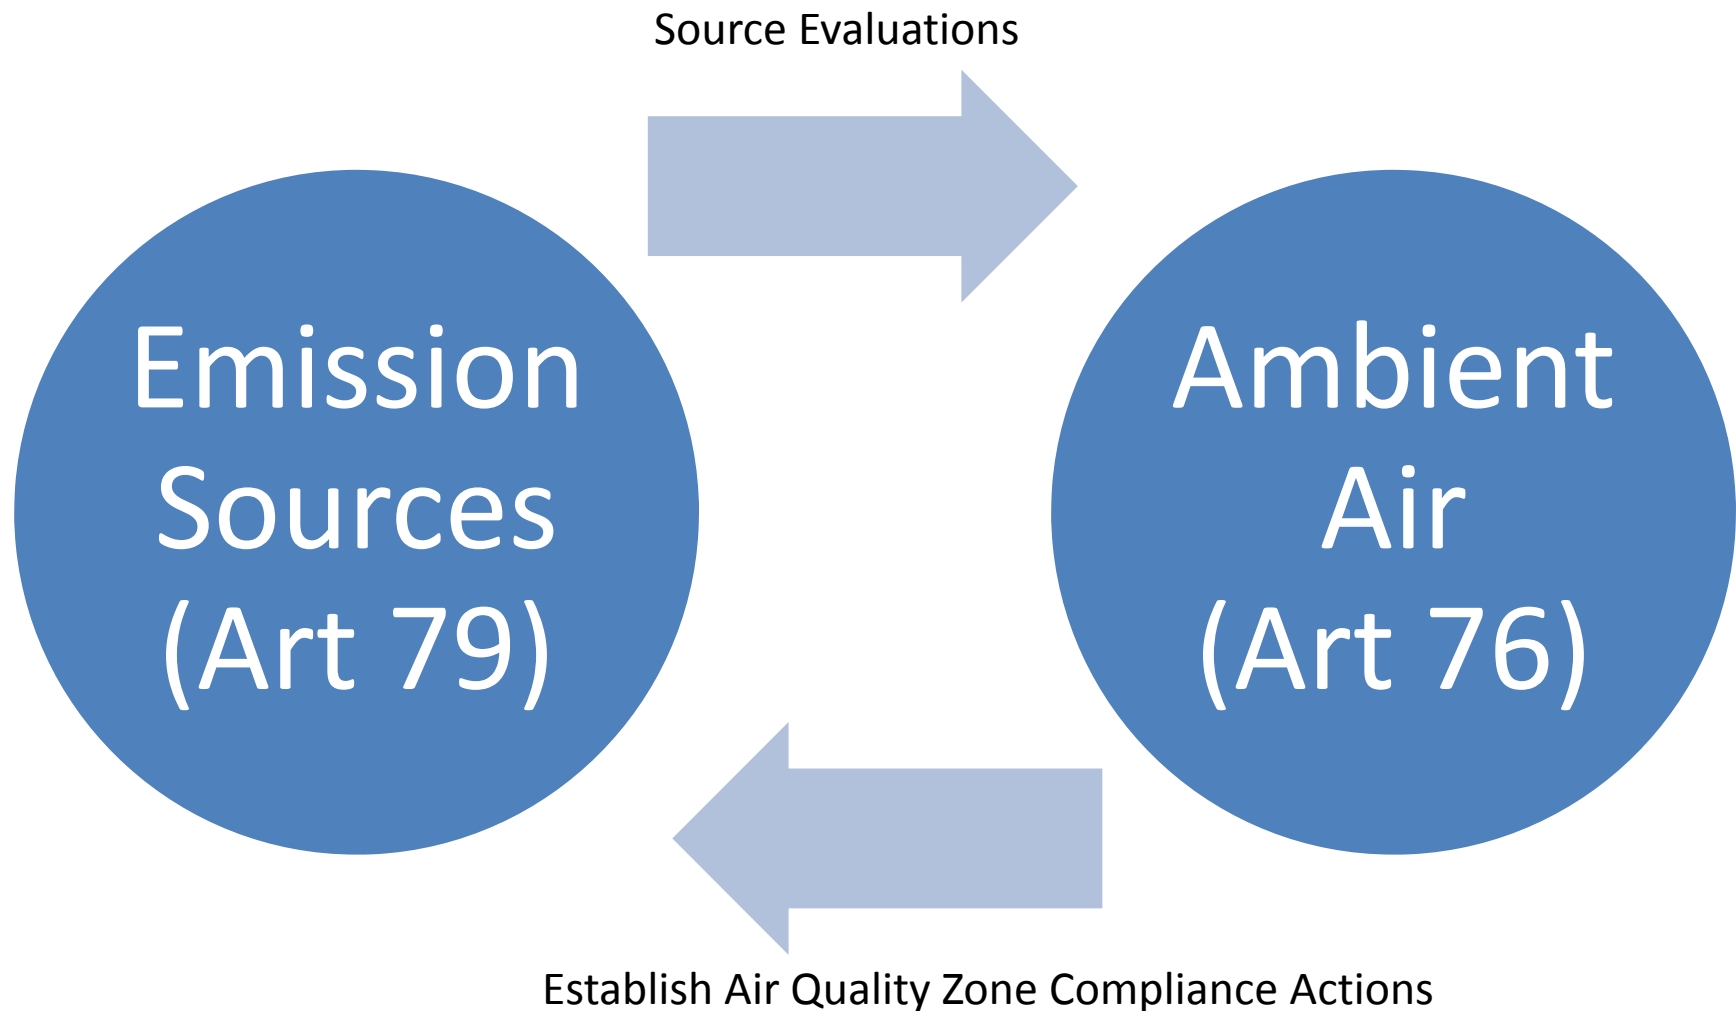 Source Evaluations
Emission
Sources
(Art 79)
Ambient
Air
(Art 76)
Establish Air Quality Zone Compliance Actions